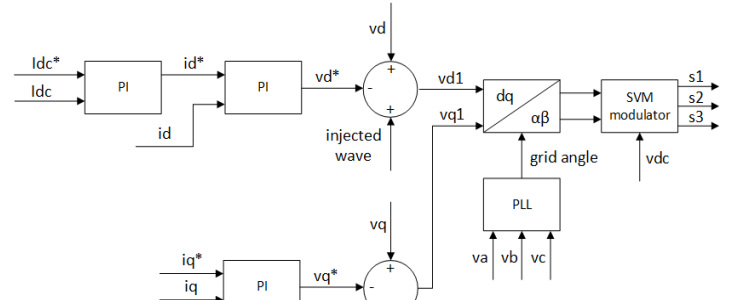 vd
+
Idc*
Idc
PI
id*
id
PI
vd*
-
+
injected
wave
vd1
vq1
dq
αβ
SVM
modulator
s1
s2
s3
grid angle
vdc
PLL
va vb vc
vq
+
iq*
iq
PI
vq*
-